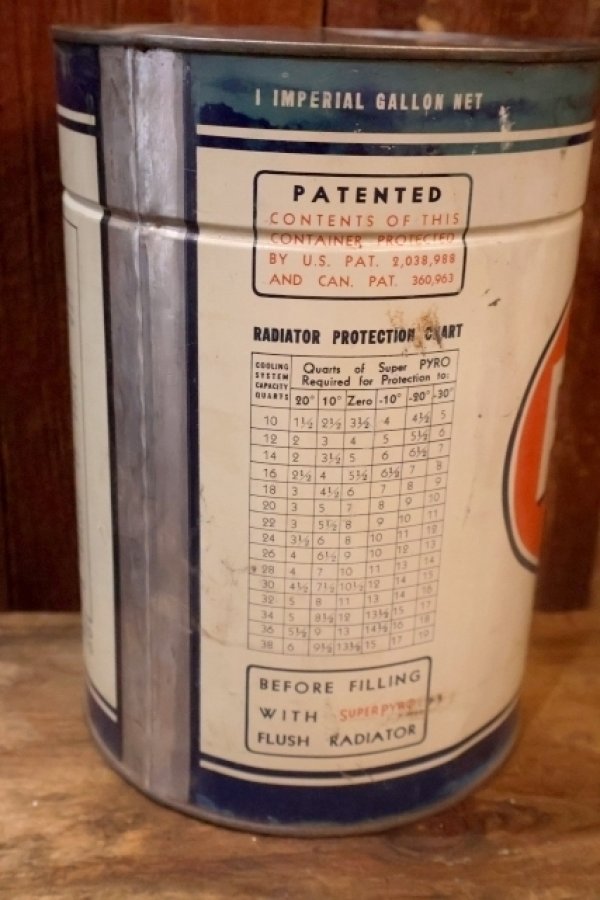 1 IMPERIAL GALLON NET
PATENTED
CONTENTS OF THIS
CONTAINER PROTECTED
BY U.S. PAT. 2,038,988
AND CAN. PAT. 360,963
RADIATOR PROTECTION CHART
COOLING SYSTEM CAPACITY QUARTS
Quarts of Super PYRO
Required for Protection to:
20° 10° Zero -10° -20° -30°
10 1½ 2½ 3½ 4 4½ 5
12 2 3 4 5 5½ 6
14 2 3½ 5 6 6½ 7
16 2½ 4 5½ 6½ 7 8
18 3 4½ 6 7 8 9
20 3 5 7 8 9 10
22 3 5½ 8 9 10 11
24 3½ 6 8 10 11 12
26 4 6½ 9 10 12 13
28 4 7 10 11 13 14
30 4½ 7½ 10½ 12 14 15
32 5 8 11 13 14 16
34 5 8½ 12 13½ 15 17
36 5½ 9 13 14½ 16 18
38 6 9½ 13½ 15 17 19
BEFORE FILLING
WITH SUPERPYRO
FLUSH RADIATOR